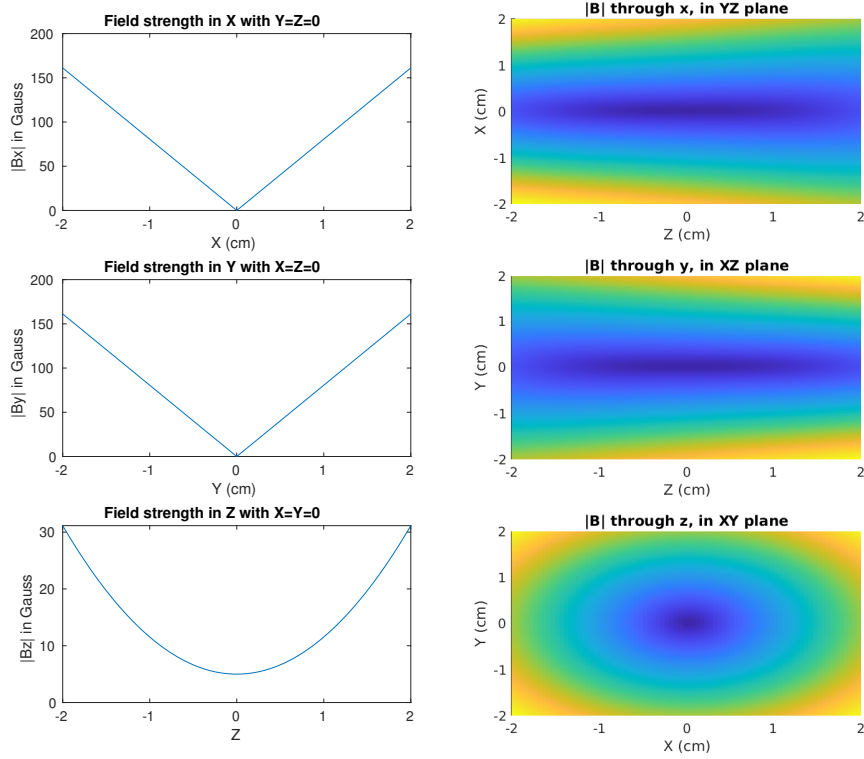 Field strength in X with Y=Z=0
200
150
100
50
0
|Bx| in Gauss
-2 -1 0 1 2
X (cm)
|B| through x, in YZ plane
2
1
0
-1
-2
X (cm)
-2 -1 0 1 2
Z (cm)
Field strength in Y with X=Z=0
200
150
100
50
0
|By| in Gauss
-2 -1 0 1 2
Y (cm)
|B| through y, in XZ plane
2
1
0
-1
-2
Y (cm)
-2 -1 0 1 2
Z (cm)
Field strength in Z with X=Y=0
30
20
10
0
|Bz| in Gauss
-2 -1 0 1 2
Z
|B| through z, in XY plane
2
1
0
-1
-2
Y (cm)
-2 -1 0 1 2
X (cm)